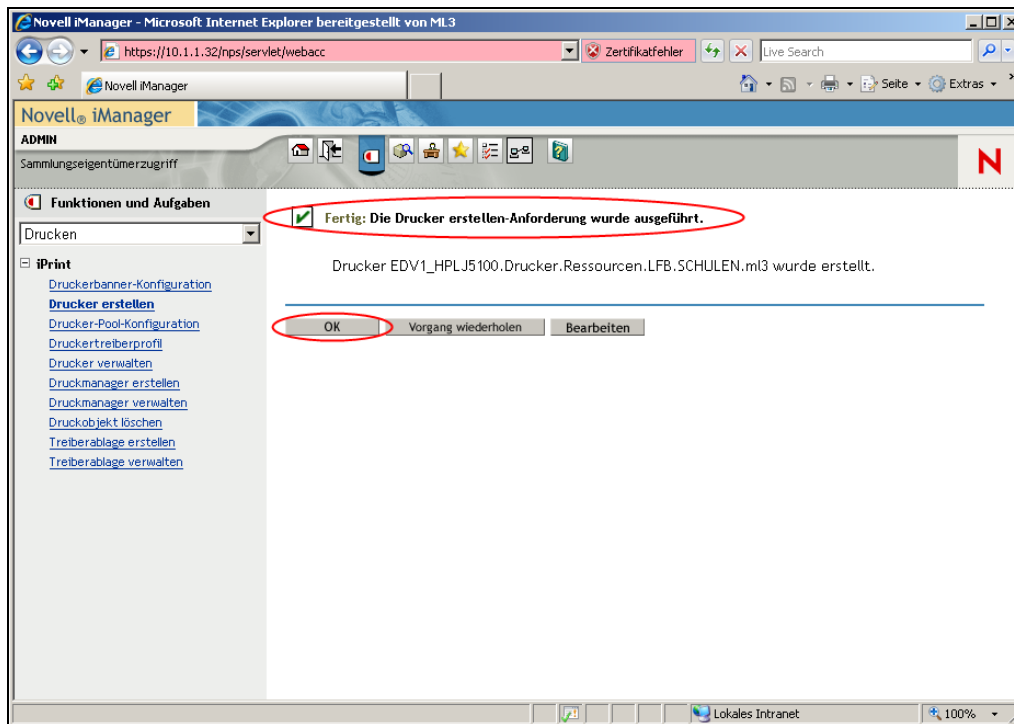 Novell iManager - Microsoft Internet Explorer bereitgestellt von ML3
https://10.1.1.32/nps/servlet/webacc
Zertifikatfehler
Live Search
Novell iManager
Seite
Extras
Novell® iManager
ADMIN
Sammlungseigentümerzugriff
N
Funktionen und Aufgaben
Drucken
iPrint
Druckerbanner-Konfiguration
Drucker erstellen
Drucker-Pool-Konfiguration
Druckertreiberprofil
Drucker verwalten
Druckmanager erstellen
Druckmanager verwalten
Druckobjekt löschen
Treiberablage erstellen
Treiberablage verwalten
Fertig: Die Drucker erstellen-Anforderung wurde ausgeführt.
Drucker EDV1_HPLJ5100.Drucker.Ressourcen.LFB.SCHULEN.ml3 wurde erstellt.
OK
Vorgang wiederholen
Bearbeiten
Lokales Intranet
100%